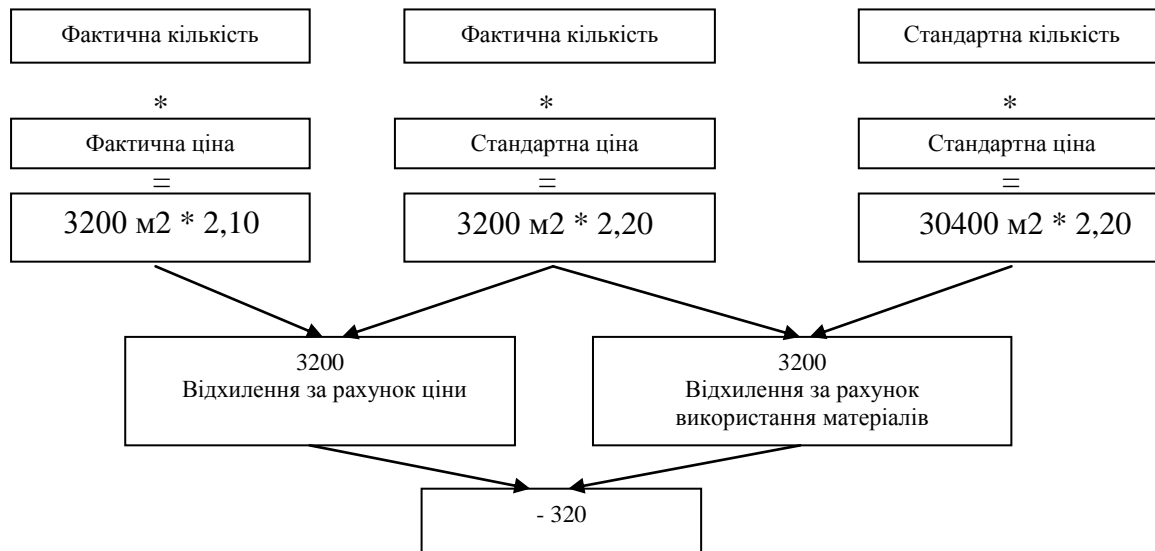 Фактична кількість
Фактична кількість
Стандартна кількість
*
*
*
Фактична ціна
Стандартна ціна
Стандартна ціна
=
=
=
3200 м2 * 2,10
3200 м2 * 2,20
30400 м2 * 2,20
3200
Відхилення за рахунок ціни
3200
Відхилення за рахунок
використання матеріалів
- 320